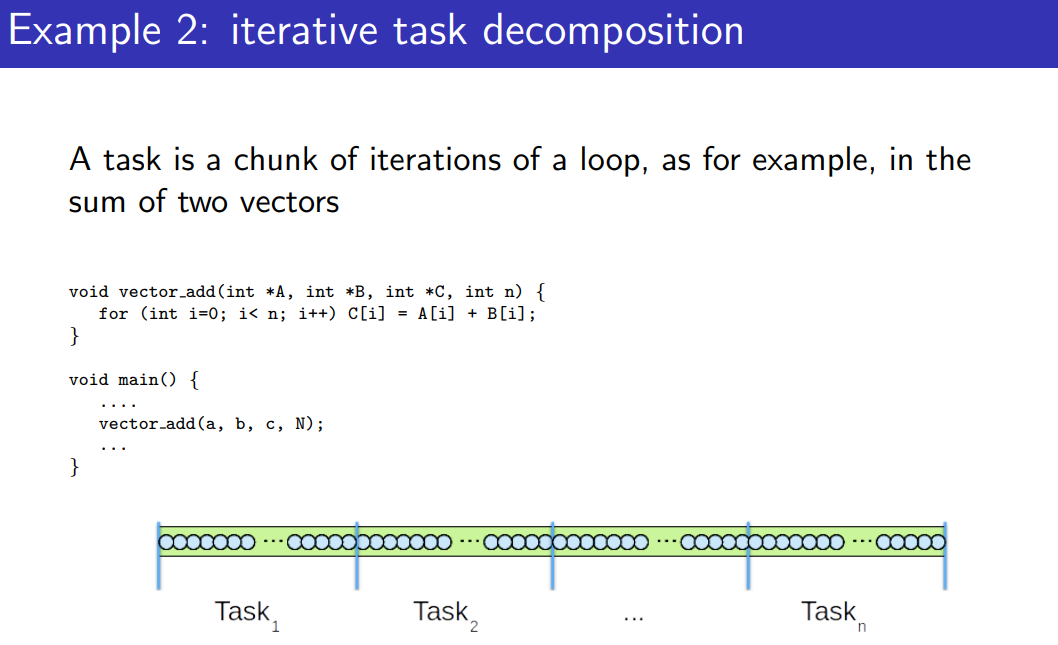 Example 2: iterative task decomposition
A task is a chunk of iterations of a loop, as for example, in the
sum of two vectors
void vector_add(int *A, int *B, int *C, int n) {
for (int i=0; i< n; i++) C[i] = A[i] + B[i];
}
void main() {
....
vector_add(a, b, c, N);
...
}
... ... ... ...
Task1 Task2 ... Taskn